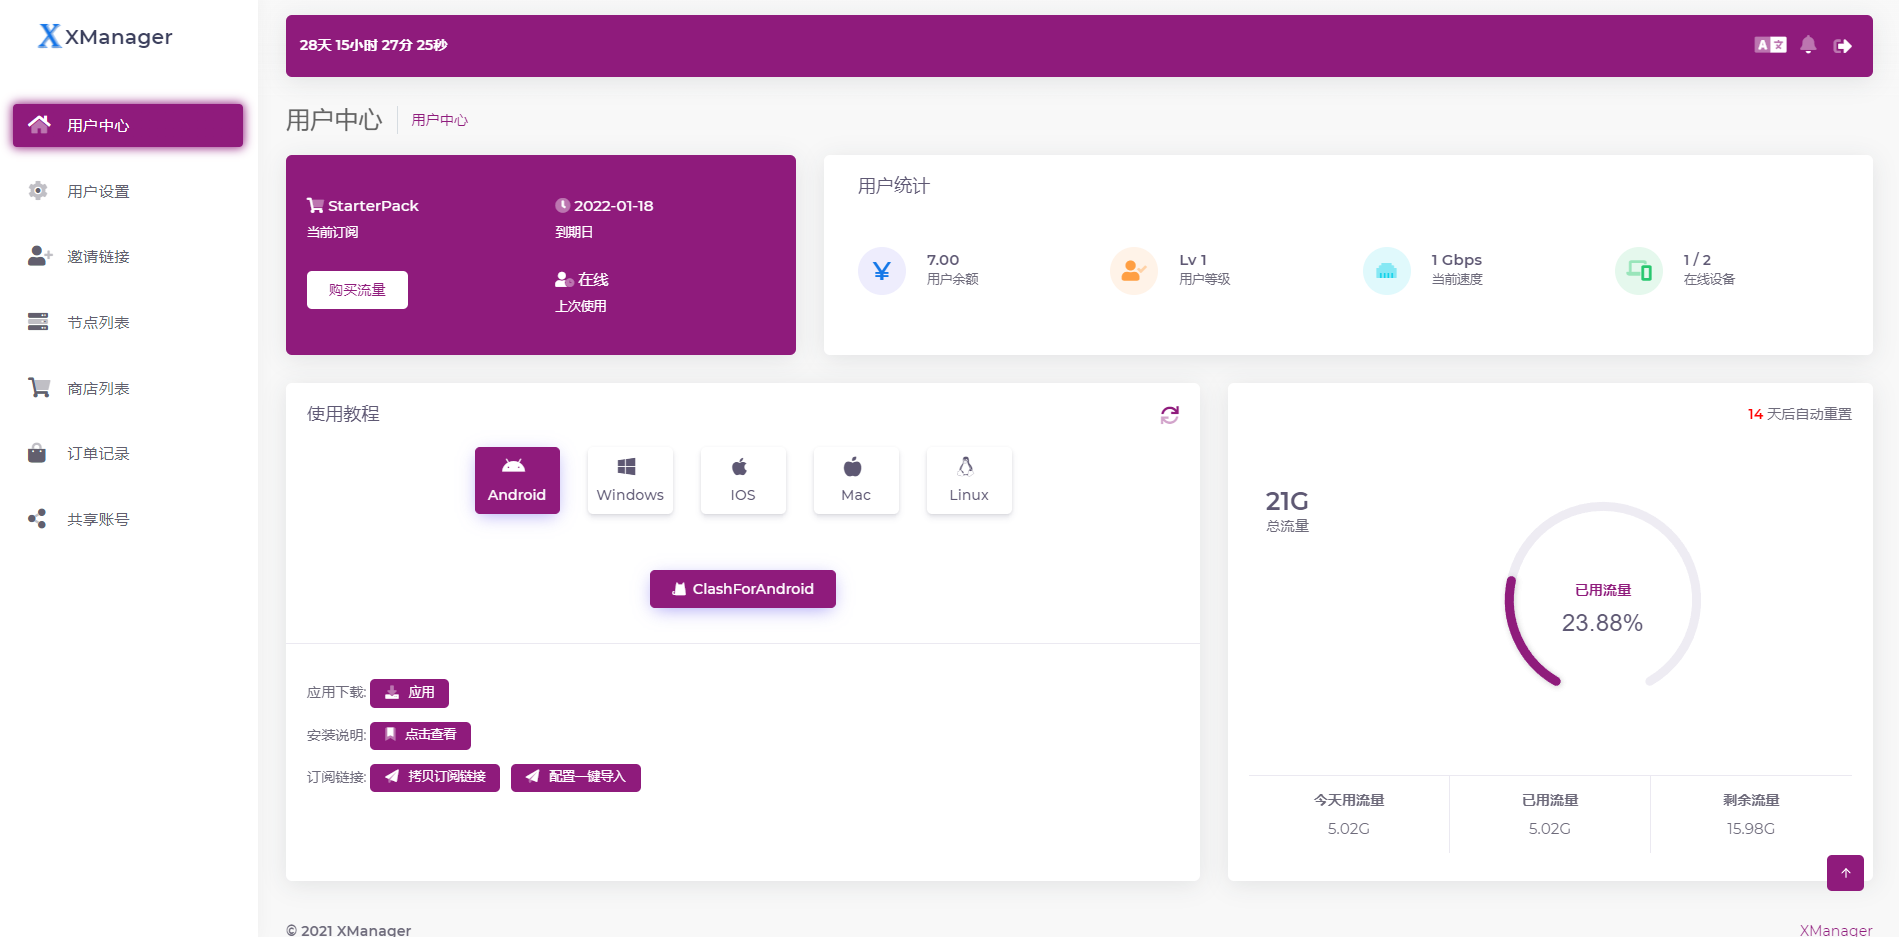 XManager
28天 15小时 27分 25秒
用户中心
用户设置
邀请链接
节点列表
商店列表
订单记录
共享账号
用户中心
用户中心
StarterPack
当前订阅
2022-01-18
到期日
购买流量
在线
上次使用
用户统计
¥
7.00
用户余额
Lv 1
用户等级
1 Gbps
当前速度
1 / 2
在线设备
使用教程
Android
Windows
IOS
Mac
Linux
ClashForAndroid
应用下载: 应用
安装说明: 点击查看
订阅链接: 拷贝订阅链接 配置一键导入
14 天后自动重置
21G
总流量
已用流量
23.88%
今天用流量
5.02G
已用流量
5.02G
剩余流量
15.98G
© 2021 XManager
XManager